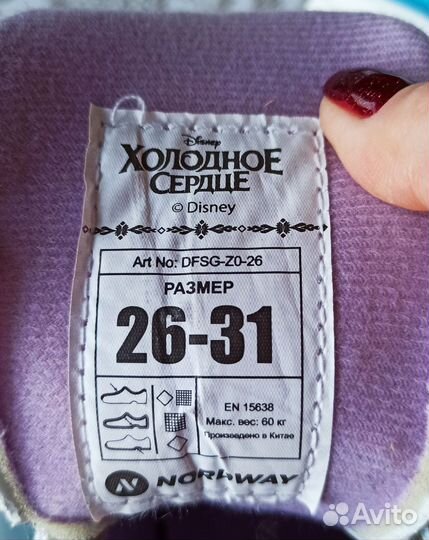 Disney
ХОЛОДНОЕ
СЕРДЦЕ
© Disney
Art No: DFSG-Z0-26
РАЗМЕР
26-31
EN 15638
Макс. вес: 60 кг
Произведено в Китае
NORDWAY
Avito